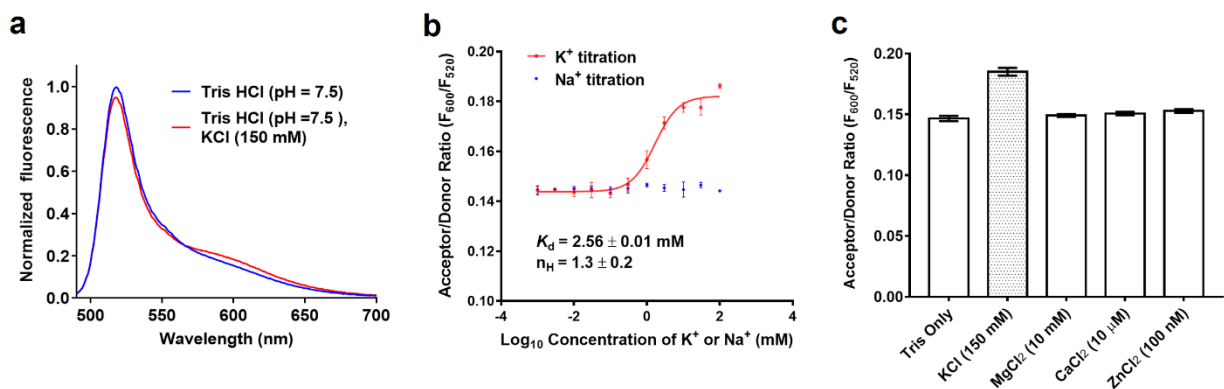 a
Normalized fluorescence
1.0
0.8
0.6
0.4
0.2
0.0
500
550
600
650
700
Wavelength (nm)
Tris HCl (pH = 7.5)
Tris HCl (pH =7.5 ),
KCl (150 mM)
b
Acceptor/Donor Ratio (F₆₀₀/F₅₂₀)
0.20
0.18
0.16
0.14
0.12
0.10
-4
-2
0
2
4
Log₁₀ Concentration of K⁺ or Na⁺ (mM)
K⁺ titration
Na⁺ titration
K_d = 2.56 ± 0.01 mM
n_H = 1.3 ± 0.2
c
Acceptor/Donor Ratio (F₆₀₀/F₅₂₀)
0.20
0.15
0.10
0.05
0.00
Tris Only
KCl (150 mM)
MgCl₂ (10 mM)
CaCl₂ (10 μM)
ZnCl₂ (100 nM)